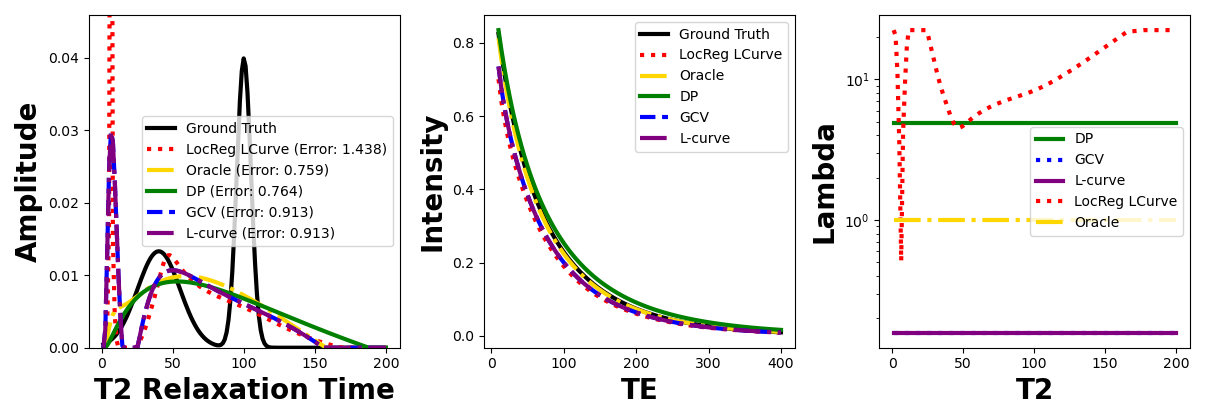 Amplitude
0.04
0.03
0.02
0.01
0.00
Ground Truth
LocReg LCurve (Error: 1.438)
Oracle (Error: 0.759)
DP (Error: 0.764)
GCV (Error: 0.913)
L-curve (Error: 0.913)
0 50 100 150 200
T2 Relaxation Time
Intensity
0.8
0.6
0.4
0.2
0.0
Ground Truth
LocReg LCurve
Oracle
DP
GCV
L-curve
0 100 200 300 400
TE
Lambda
10¹
10⁰
DP
GCV
L-curve
LocReg LCurve
Oracle
0 50 100 150 200
T2